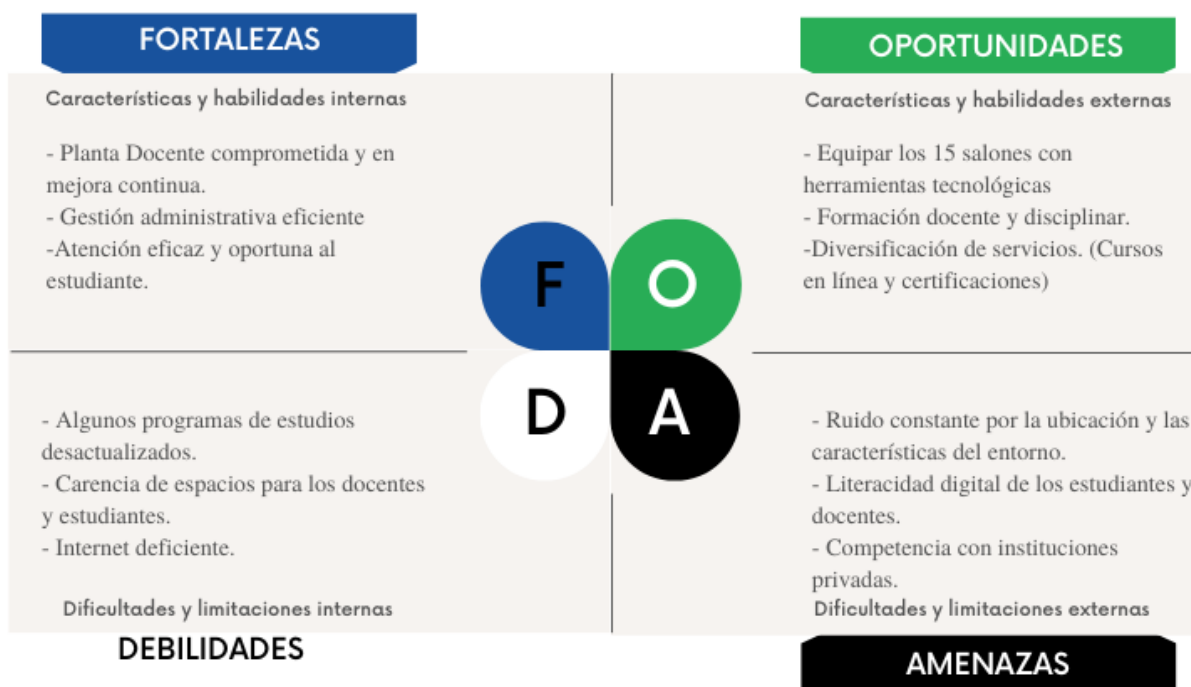 FORTALEZAS
Características y habilidades internas
- Planta Docente comprometida y en
mejora continua.
- Gestión administrativa eficiente
-Atención eficaz y oportuna al
estudiante.
OPORTUNIDADES
Características y habilidades externas
- Equipar los 15 salones con
herramientas tecnológicas
- Formación docente y disciplinar.
-Diversificación de servicios. (Cursos
en línea y certificaciones)
F
O
D
A
- Algunos programas de estudios
desactualizados.
- Carencia de espacios para los docentes
y estudiantes.
- Internet deficiente.
Dificultades y limitaciones internas
DEBILIDADES
- Ruido constante por la ubicación y las
características del entorno.
- Literacidad digital de los estudiantes y
docentes.
- Competencia con instituciones
privadas.
Dificultades y limitaciones externas
AMENAZAS